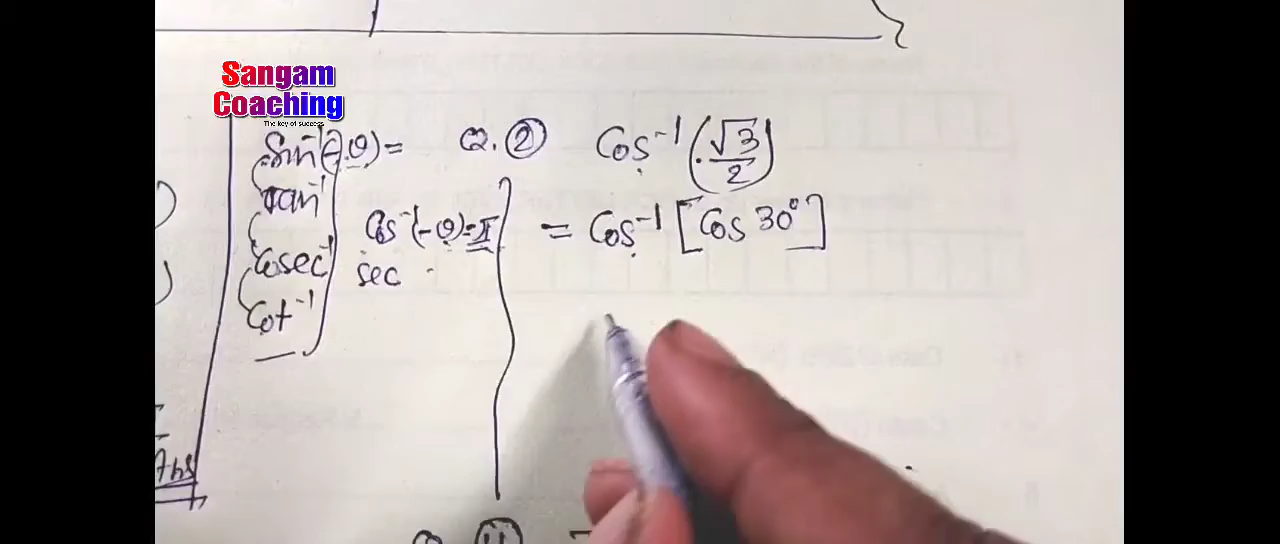 Sangam
Coaching
The key of success
Sin⁻¹(-θ)=
tan⁻¹
Cosec⁻¹
Cot⁻¹
Cos⁻¹(-θ)=π
sec
Q. ② Cos⁻¹(√3/2)
= Cos⁻¹[Cos 30°]
Ans